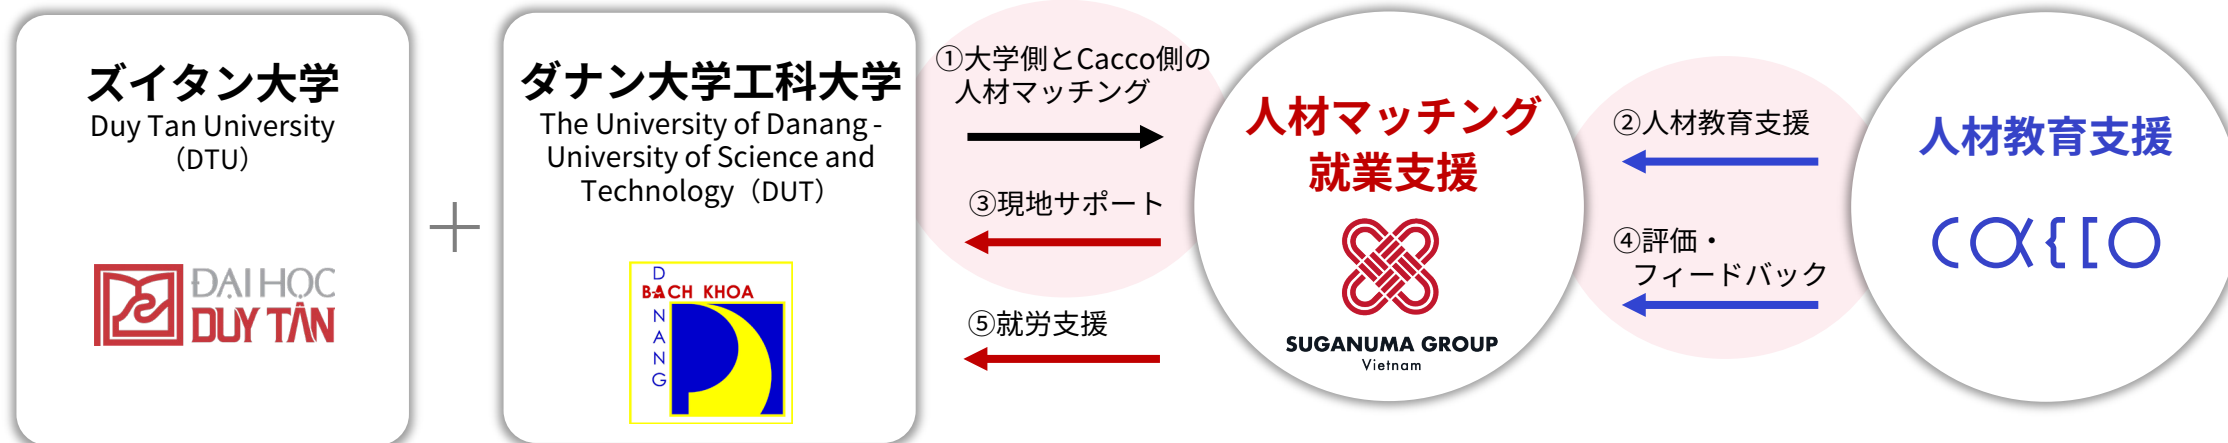 ズイタン大学
Duy Tan University
（DTU）
ĐẠI HỌC
DUY TÂN
ダナン大学工科大学
The University of Danang -
University of Science and
Technology（DUT）
DANANG
BÁCH KHOA
①大学側とCacco側の
人材マッチング
③現地サポート
⑤就労支援
人材マッチング
就業支援
SUGANUMA GROUP
Vietnam
②人材教育支援
④評価・
フィードバック
人材教育支援
cacco